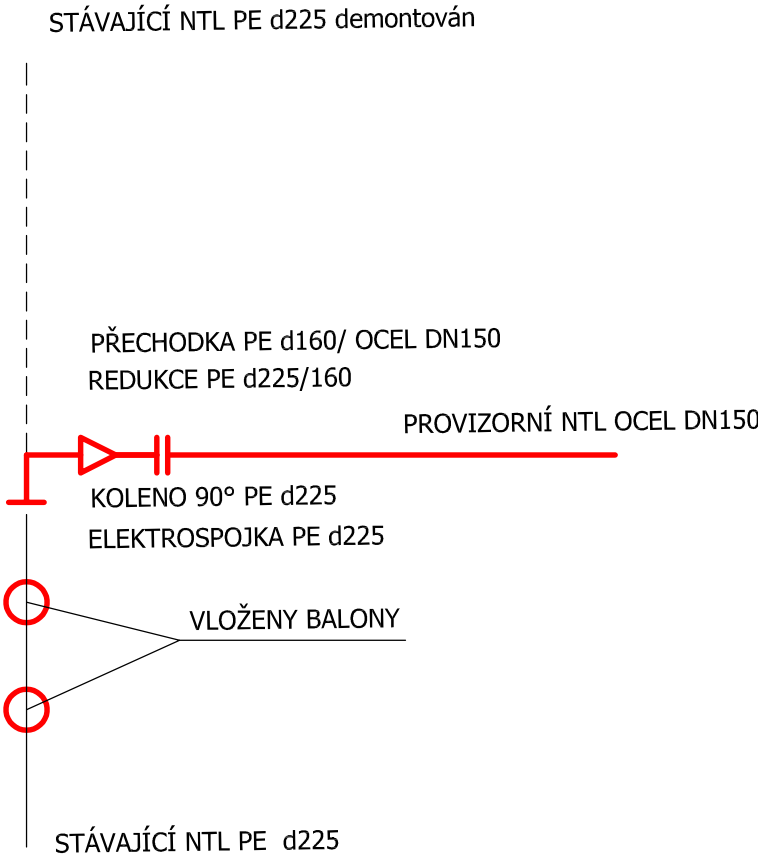 STÁVAJÍCÍ NTL PE d225 demontován
PŘECHODKA PE d160/ OCEL DN150
REDUKCE PE d225/160
PROVIZORNÍ NTL OCEL DN150
KOLENO 90° PE d225
ELEKTROSPOJKA PE d225
VLOŽENY BALONY
STÁVAJÍCÍ NTL PE  d225